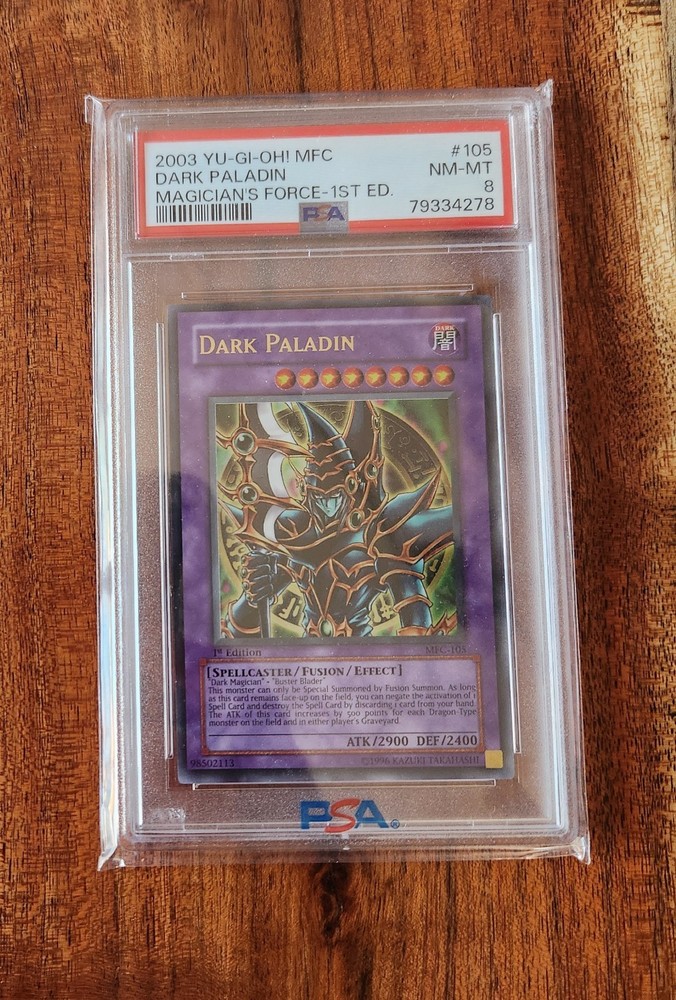 2003 YU-GI-OH! MFC #105
DARK PALADIN NM-MT
MAGICIAN'S FORCE-1ST ED. 8
PSA 79334278
DARK PALADIN
DARK
闇
1st Edition MFC-105
[SPELLCASTER/FUSION/EFFECT]
"Dark Magician" + "Buster Blader"
This monster can only be Special Summoned by Fusion Summon. As long
as this card remains face-up on the field, you can negate the activation of 1
Spell Card and destroy the Spell Card by discarding 1 card from your hand.
The ATK of this card increases by 500 points for each Dragon-Type
monster on the field and in either player's Graveyard.
ATK/2900 DEF/2400
98502113 ©1996 KAZUKI TAKAHASHI
PSA®